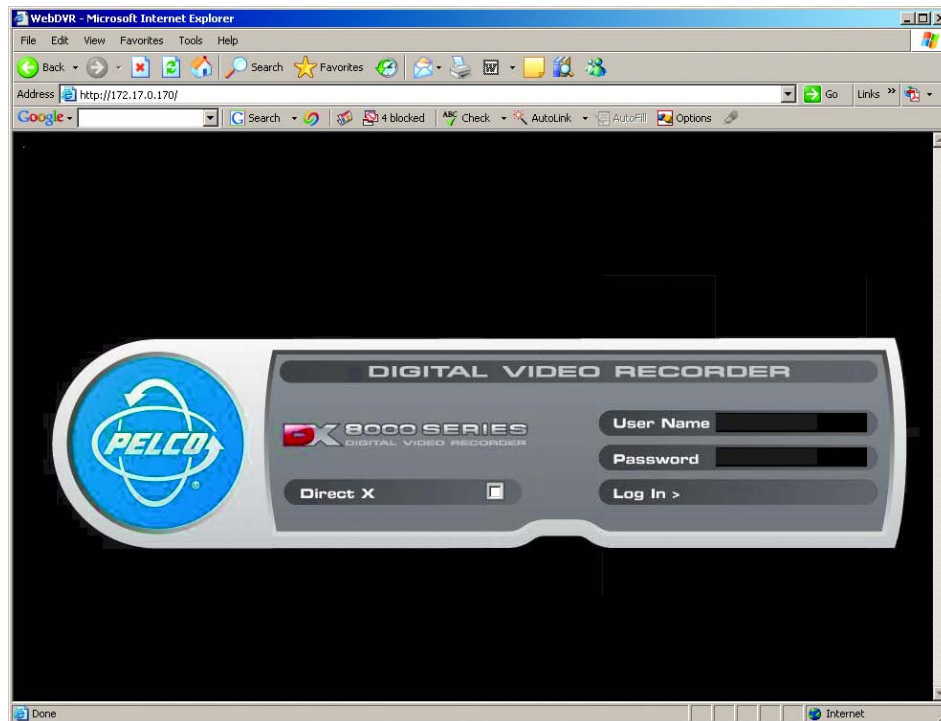 WebDVR - Microsoft Internet Explorer
File Edit View Favorites Tools Help
Back Search Favorites
Address http://172.17.0.170/ Go Links »
Google Search 4 blocked ABC Check AutoLink AutoFill Options
DIGITAL VIDEO RECORDER
PELCO ®
DX 8000 SERIES
DIGITAL VIDEO RECORDER
User Name
Password
Direct X
Log In >
Done Internet